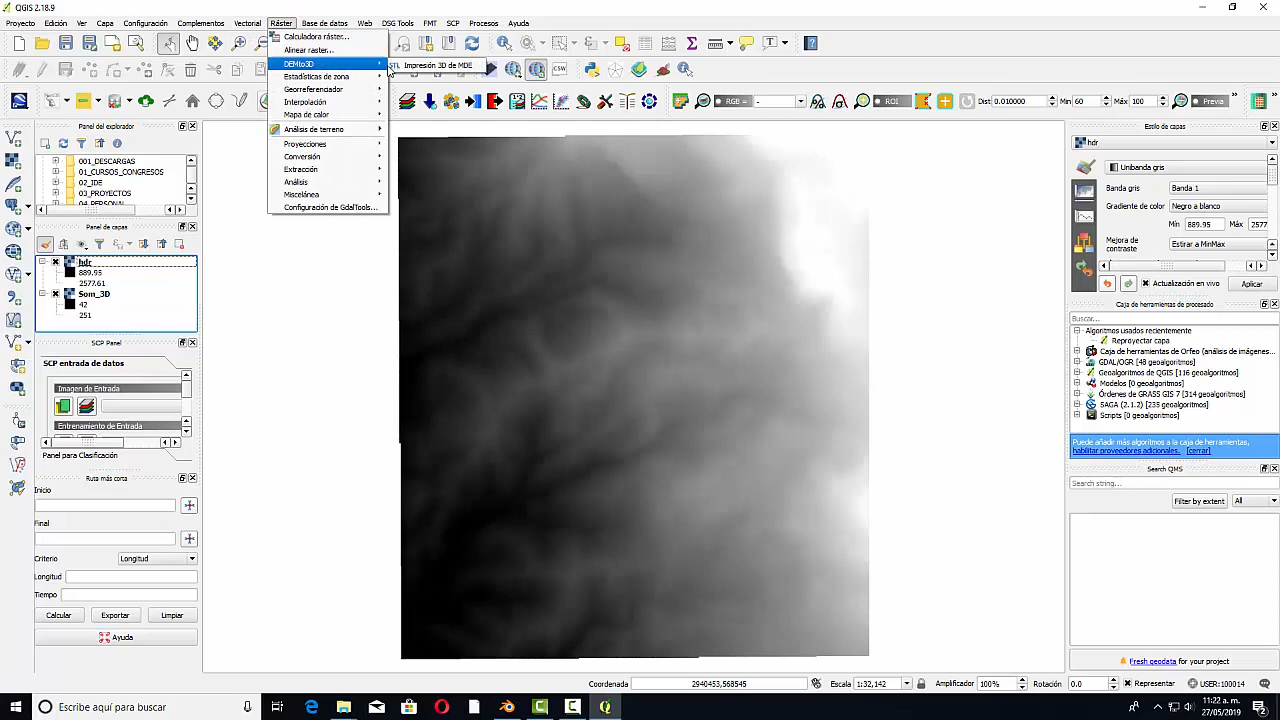 QGIS 2.18.9
Proyecto Edición Ver Capa Configuración Complementos Vectorial Ráster Base de datos Web DSG Tools FMT SCP Procesos Ayuda
Calculadora ráster...
Alinear raster...
DEMto3D
STL Impresión 3D de MDE
Estadísticas de zona
Georreferenciador
Interpolación
Mapa de calor
Análisis de terreno
Proyecciones
Conversión
Extracción
Análisis
Miscelánea
Configuración de GdalTools...
CSW
RGB = - ROI Dist 0.010000 Min 60 Máx 100 Previa
Panel del explorador
001_DESCARGAS
01_CURSOS_CONGRESOS
02_IDE
03_PROYECTOS
04_PERSONAL
Panel de capas
hdr
889.95
2577.61
Som_3D
42
251
SCP Panel
SCP entrada de datos
Imagen de Entrada
Entrenamiento de Entrada
Panel para Clasificación
Ruta más corta
Inicio
Final
Criterio Longitud
Longitud
Tiempo
Calcular Exportar Limpiar
Ayuda
Estilo de capas
hdr
Unibanda gris
Banda gris Banda 1
Gradiente de color Negro a blanco
Mín 889.95 Máx 2577
Mejora de contraste Estirar a MinMax
Actualización en vivo Aplicar
Caja de herramientas de procesado
Buscar...
Algoritmos usados recientemente
Reproyectar capa
Caja de herramientas de Orfeo (análisis de imágenes...
GDAL/OGR [48 geoalgoritmos]
Geoalgoritmos de QGIS [116 geoalgoritmos]
Modelos [0 geoalgoritmos]
Órdenes de GRASS GIS 7 [314 geoalgoritmos]
SAGA (2.1.2) [235 geoalgoritmos]
Scripts [0 geoalgoritmos]
Puede añadir más algoritmos a la caja de herramientas,
habilitar proveedores adicionales. [cerrar]
Search QMS
Search string...
Filter by extent All
Fresh geodata for your project
Coordenada 2940453,568545 Escala 1:32,142 Amplificador 100% Rotación 0.0 Representar USER:100014
Escribe aquí para buscar
11:22 a. m.
27/05/2019